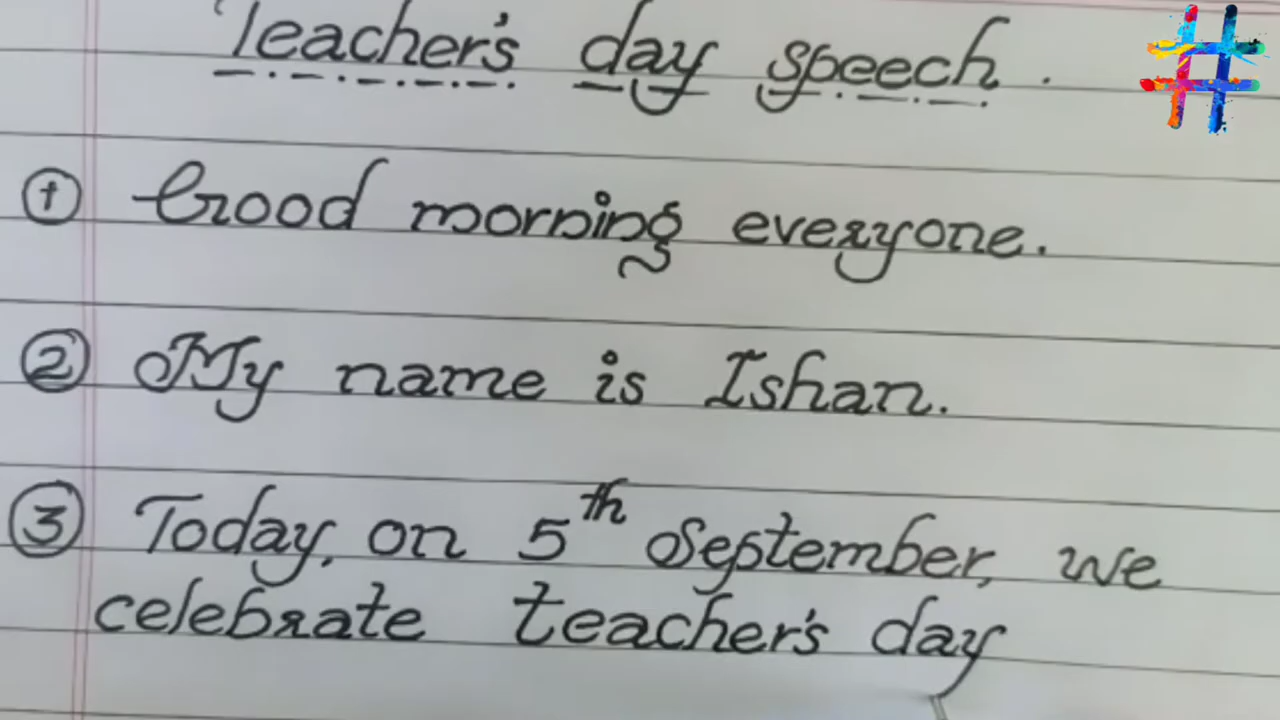 Teacher's day speech.
① Good morning everyone.
② My name is Ishan.
③ Today, on 5th September, we
celebrate teacher's day